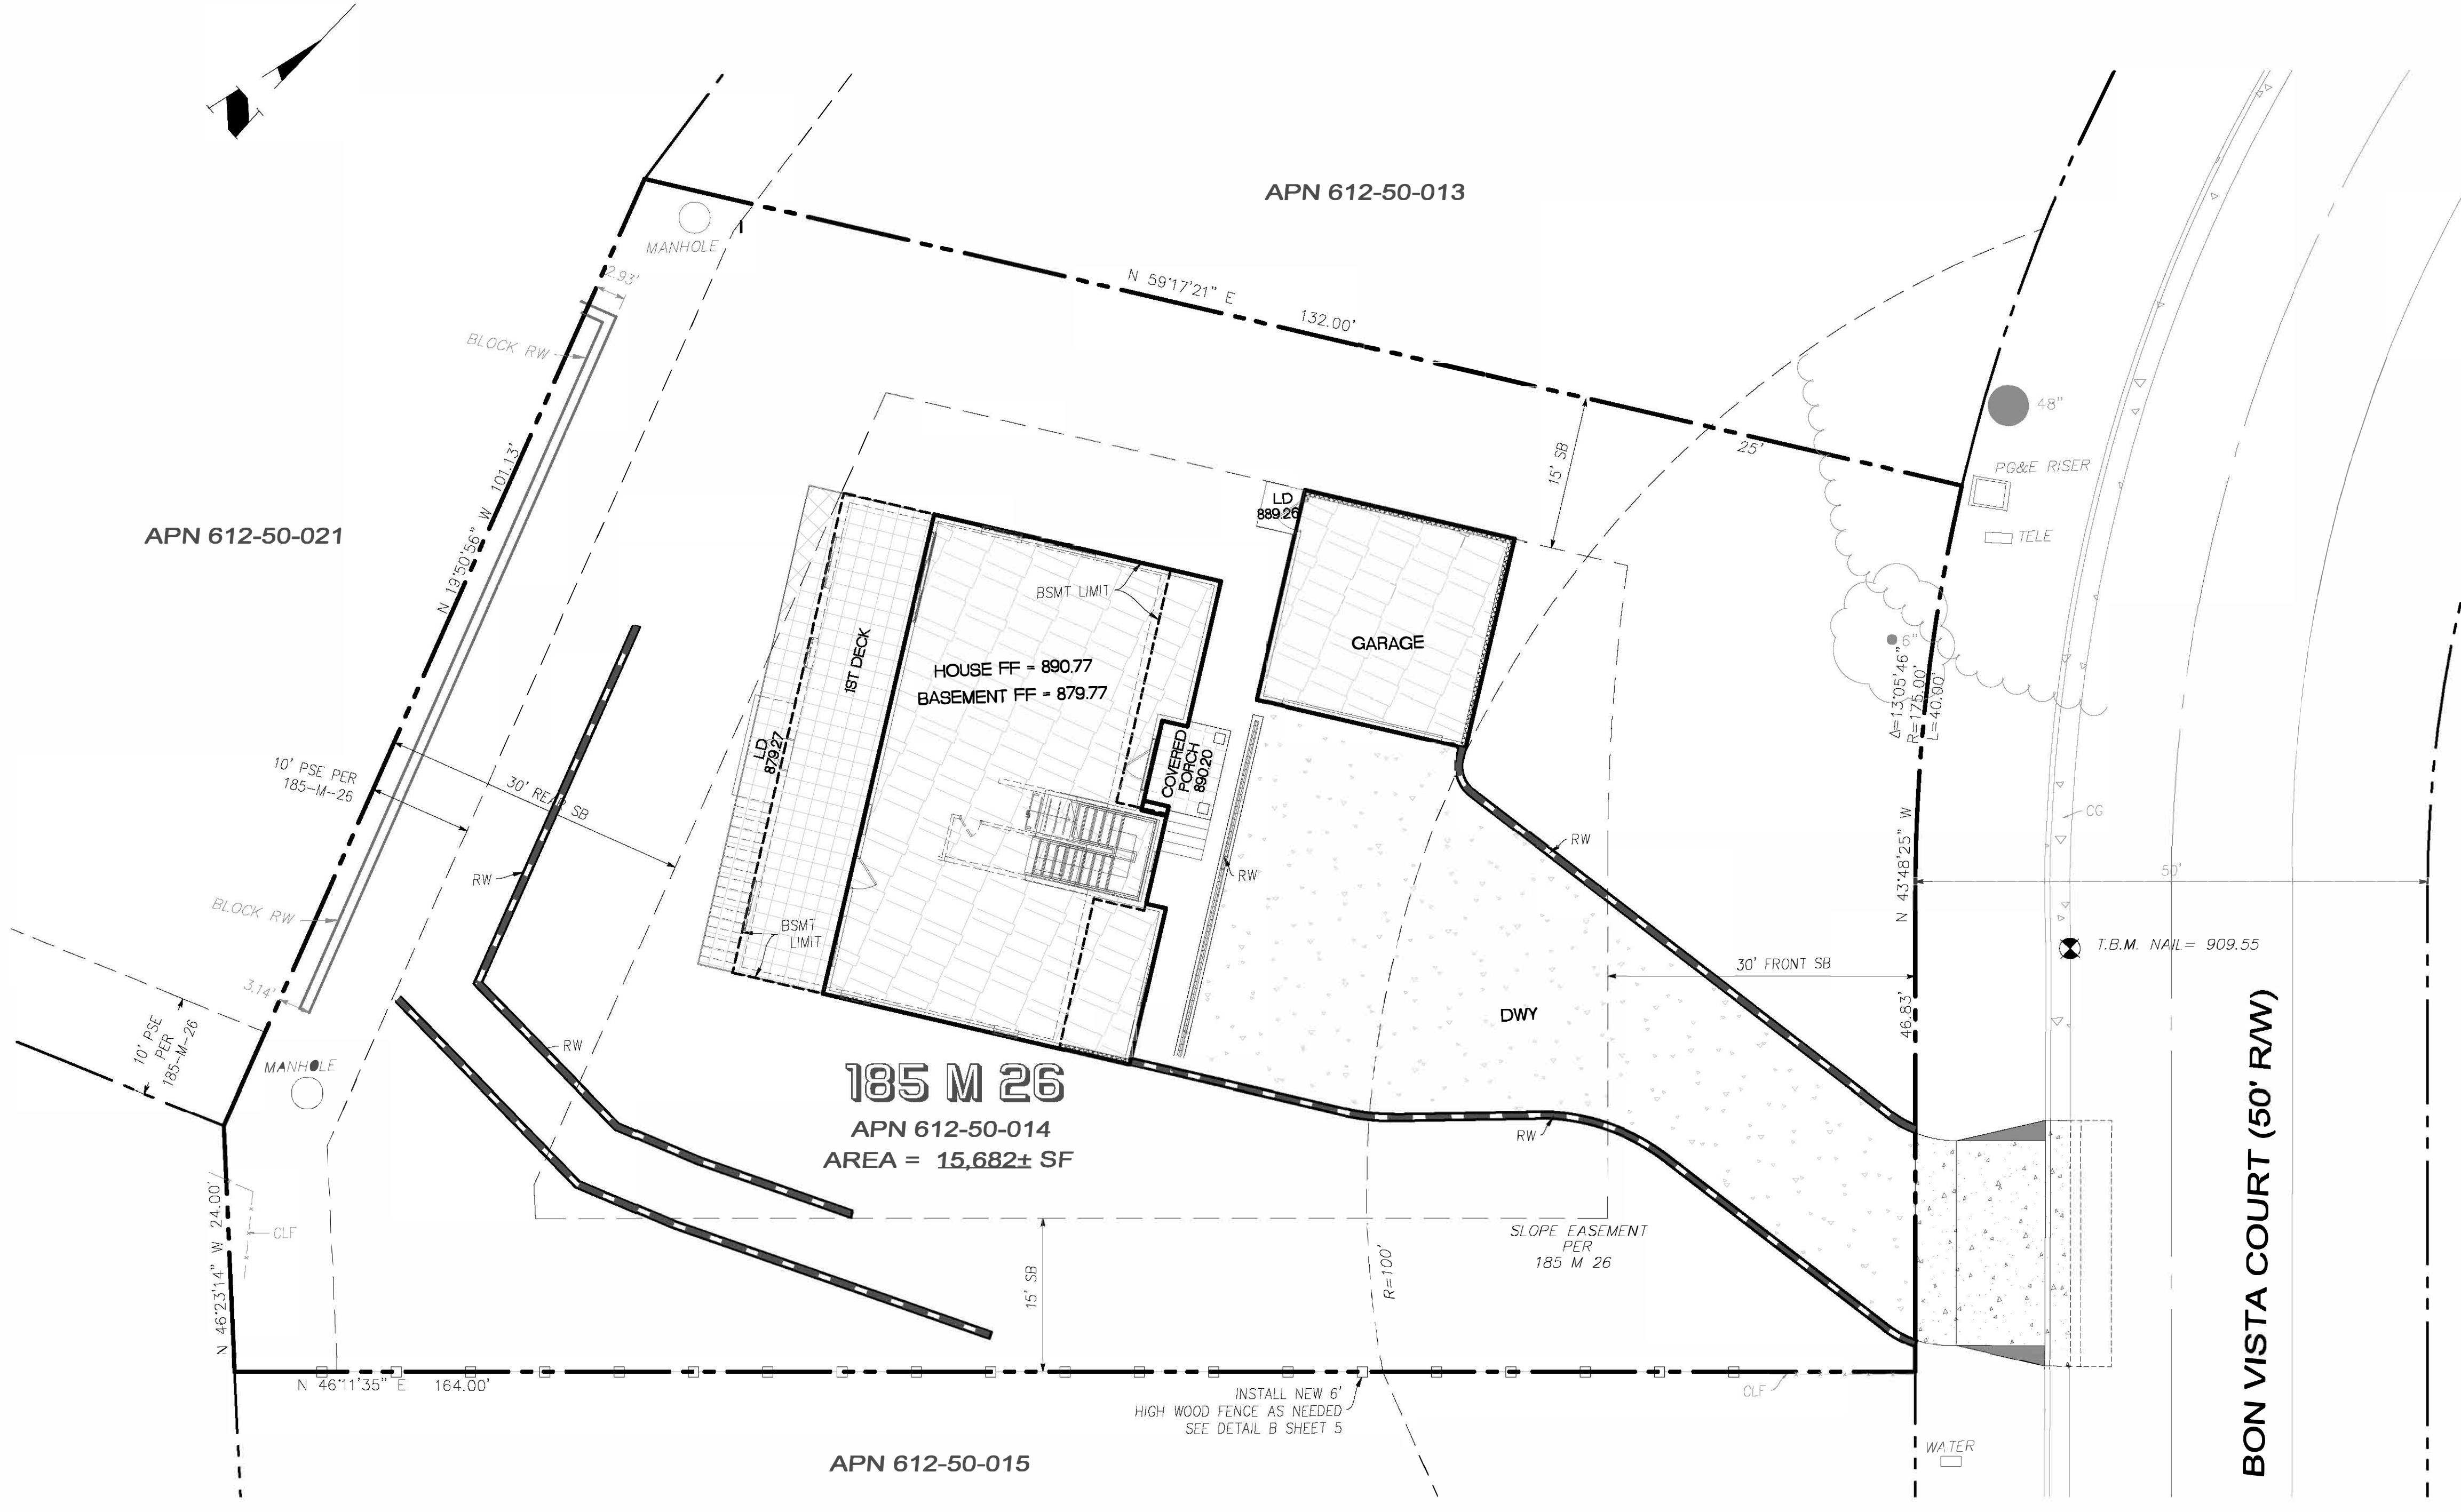 N
APN 612-50-013
MANHOLE
2.93'
N 59°17'21" E
132.00'
BLOCK RW
25'
15' SB
48"
PG&E RISER
TELE
LD
889.26
APN 612-50-021
N 19°50'56" W 101.13'
BSMT LIMIT
GARAGE
1ST DECK
HOUSE FF = 890.77
BASEMENT FF = 879.77
6"
Δ=13°05'46"
R=175.00'
L=40.00'
LD
879.27
COVERED
PORCH
890.20
10' PSE PER
185-M-26
30' REAR SB
RW
RW
RW
CG
N 43°48'25" W
46.83'
50'
BLOCK RW
BSMT
LIMIT
T.B.M. NAIL= 909.55
30' FRONT SB
3.14'
10' PSE
PER
185-M-26
DWY
RW
MANHOLE
185 M 26
APN 612-50-014
AREA = 15,682± SF
RW
BON VISTA COURT (50' R/W)
N 46°23'14" W 24.00'
CLF
SLOPE EASEMENT
PER
185 M 26
R=100'
15' SB
N 46°11'35" E 164.00'
INSTALL NEW 6'
HIGH WOOD FENCE AS NEEDED
SEE DETAIL B SHEET 5
CLF
WATER
APN 612-50-015